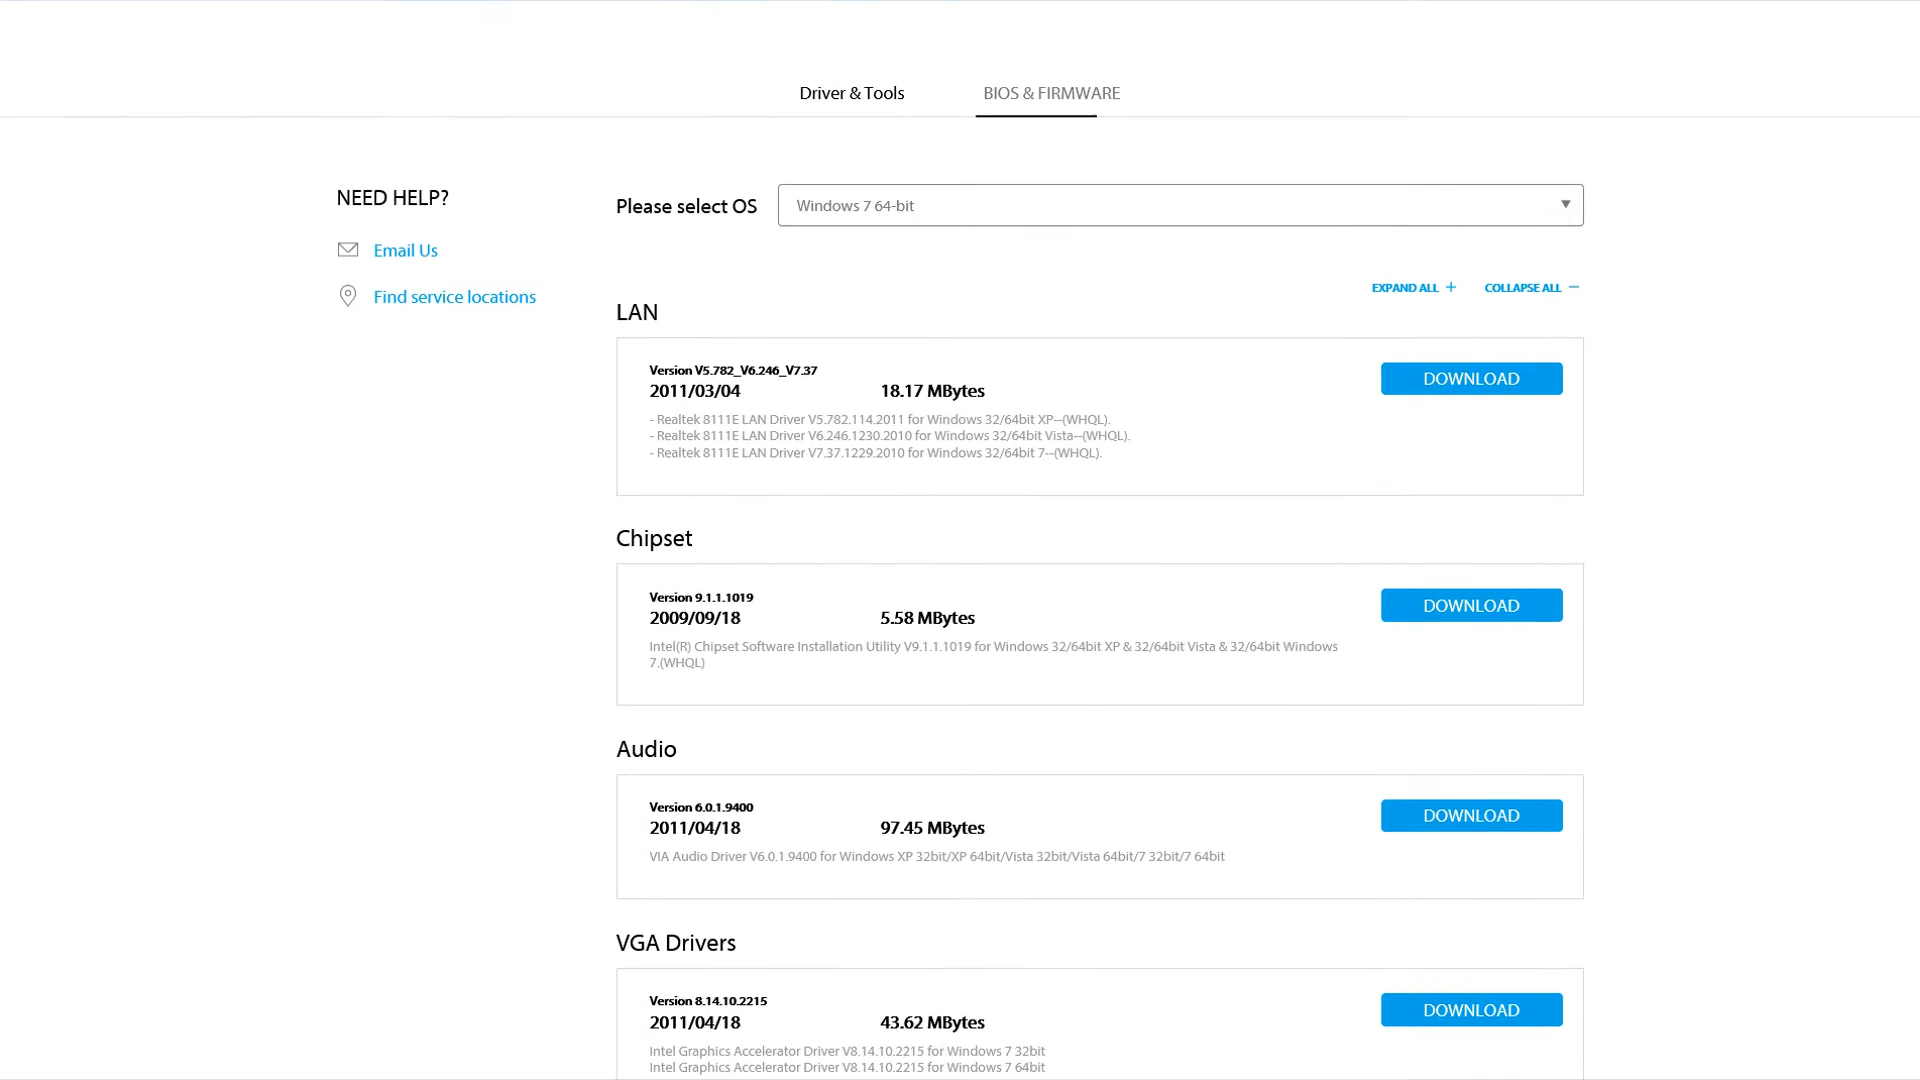 Driver & Tools
BIOS & FIRMWARE
NEED HELP?
Email Us
Find service locations
Please select OS
Windows 7 64-bit
EXPAND ALL +
COLLAPSE ALL −
LAN
Version V5.782_V6.246_V7.37
2011/03/04
18.17 MBytes
DOWNLOAD
- Realtek 8111E LAN Driver V5.782.114.2011 for Windows 32/64bit XP--(WHQL).
- Realtek 8111E LAN Driver V6.246.1230.2010 for Windows 32/64bit Vista--(WHQL).
- Realtek 8111E LAN Driver V7.37.1229.2010 for Windows 32/64bit 7--(WHQL).
Chipset
Version 9.1.1.1019
2009/09/18
5.58 MBytes
DOWNLOAD
Intel(R) Chipset Software Installation Utility V9.1.1.1019 for Windows 32/64bit XP & 32/64bit Vista & 32/64bit Windows
7.(WHQL)
Audio
Version 6.0.1.9400
2011/04/18
97.45 MBytes
DOWNLOAD
VIA Audio Driver V6.0.1.9400 for Windows XP 32bit/XP 64bit/Vista 32bit/Vista 64bit/7 32bit/7 64bit
VGA Drivers
Version 8.14.10.2215
2011/04/18
43.62 MBytes
DOWNLOAD
Intel Graphics Accelerator Driver V8.14.10.2215 for Windows 7 32bit
Intel Graphics Accelerator Driver V8.14.10.2215 for Windows 7 64bit